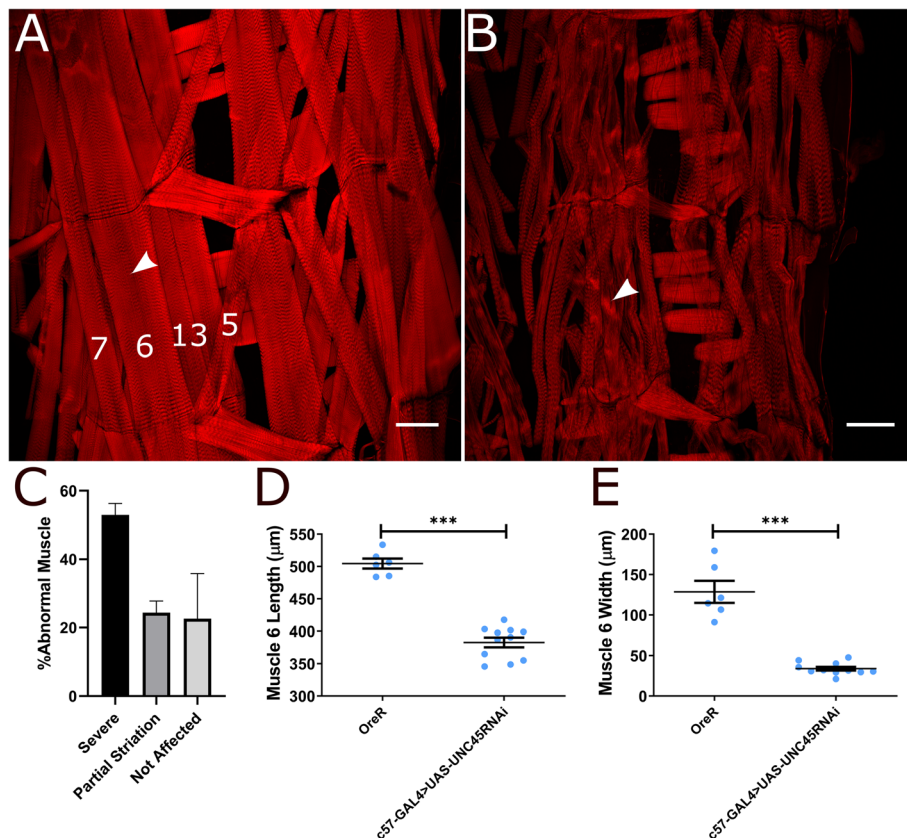 A
B
7 6 13 5
C
%Abnormal Muscle
60
40
20
0
Severe
Partial Striation
Not Affected
D
Muscle 6 Length (μm)
550
500
450
400
350
300
***
OreR
c57-GAL4>UAS-UNC45RNAi
E
Muscle 6 Width (μm)
200
150
100
50
0
***
OreR
c57-GAL4>UAS-UNC45RNAi